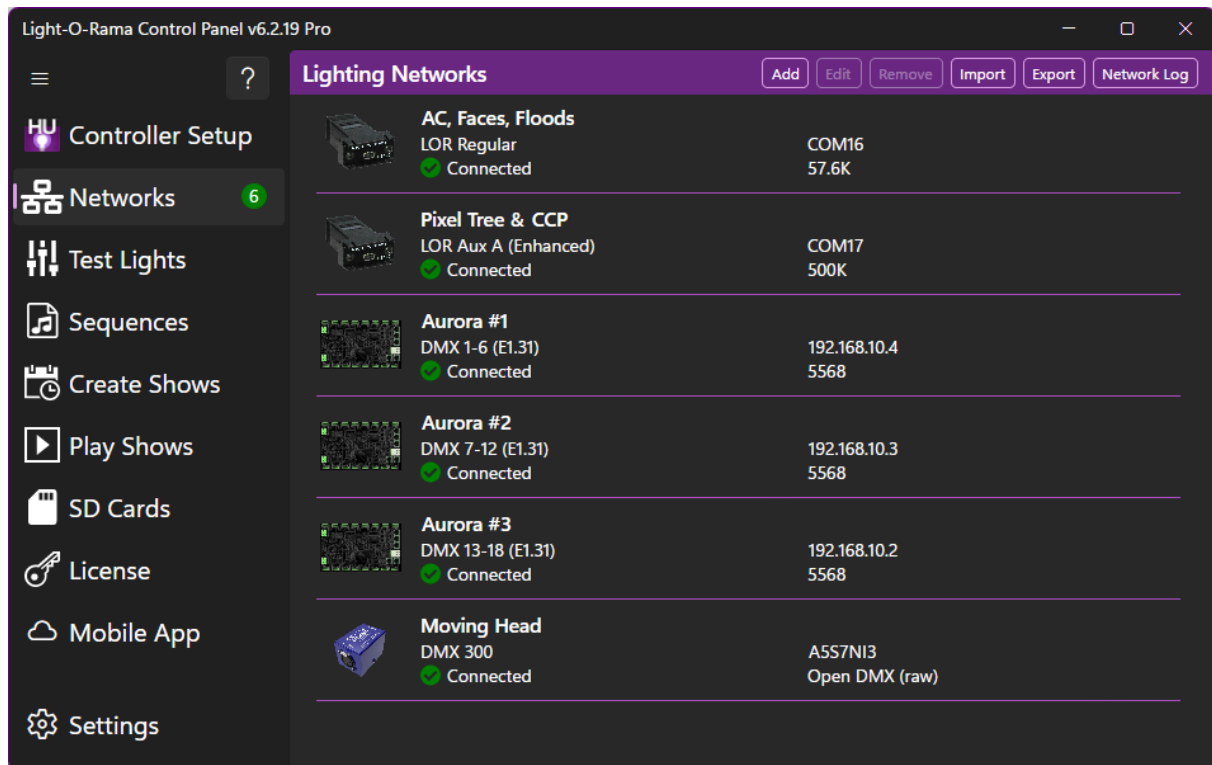 Light-O-Rama Control Panel v6.2.19 Pro
?
HU Controller Setup
Networks 6
Test Lights
Sequences
Create Shows
Play Shows
SD Cards
License
Mobile App
Settings
Lighting Networks Add Edit Remove Import Export Network Log
AC, Faces, Floods
LOR Regular COM16
Connected 57.6K
Pixel Tree & CCP
LOR Aux A (Enhanced) COM17
Connected 500K
Aurora #1
DMX 1-6 (E1.31) 192.168.10.4
Connected 5568
Aurora #2
DMX 7-12 (E1.31) 192.168.10.3
Connected 5568
Aurora #3
DMX 13-18 (E1.31) 192.168.10.2
Connected 5568
Moving Head
DMX 300 A5S7NI3
Connected Open DMX (raw)